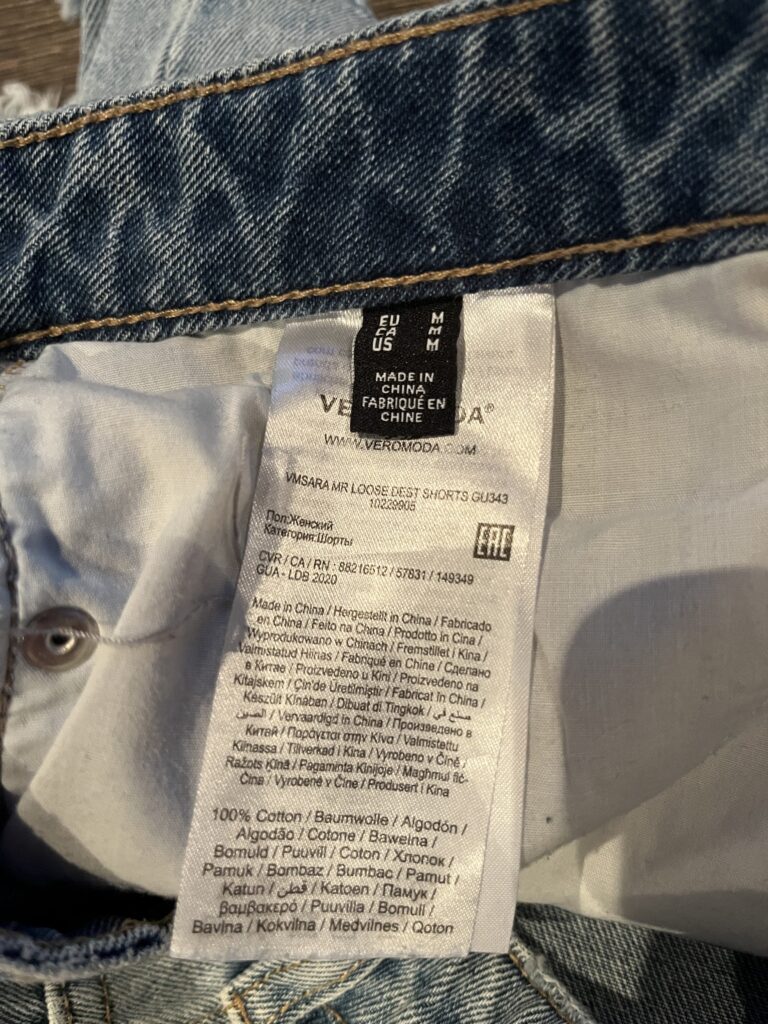 EU M
CA M
US M
MADE IN
CHINA
FABRIQUÉ EN
CHINE
VE DA®
WWW.VEROMODA.COM
VMSARA MR LOOSE DEST SHORTS GU343
10229905
Пол:Женский
Категория:Шорты
EAC
CVR / CA / RN : 88216512 / 57831 / 149349
GUA - LDB 2020
Made in China / Hergestellt in China / Fabricado
en China / Feito na China / Prodotto in Cina /
Wyprodukowano w Chinach / Fremstillet i Kina /
Valmistatud Hiinas / Fabriqué en Chine / Сделано
в Китае / Proizvedeno u Kini / Proizvedeno na
Kitajskem / Çin'de Üretilmiştir / Fabricat în China /
Készült Kínában / Dibuat di Tingkok / صنع في
الصين / Vervaardigd in China / Произведено в
Китай / Παράγεται στην Κίνα / Valmistettu
Kiinassa / Tillverkad i Kina / Vyrobeno v Číně /
Ražots Ķīnā / Pagaminta Kinijoje / Maghmul fiċ-
Ċina / Vyrobené v Číne / Produsert i Kina
100% Cotton / Baumwolle / Algodón /
Algodão / Cotone / Bawełna /
Bomuld / Puuvill / Coton / Хлопок /
Pamuk / Bombaz / Bumbac / Pamut /
Katun / قطن / Katoen / Памук /
βαμβακερό / Puuvilla / Bomull /
Bavlna / Kokvilna / Medvilnės / Qoton